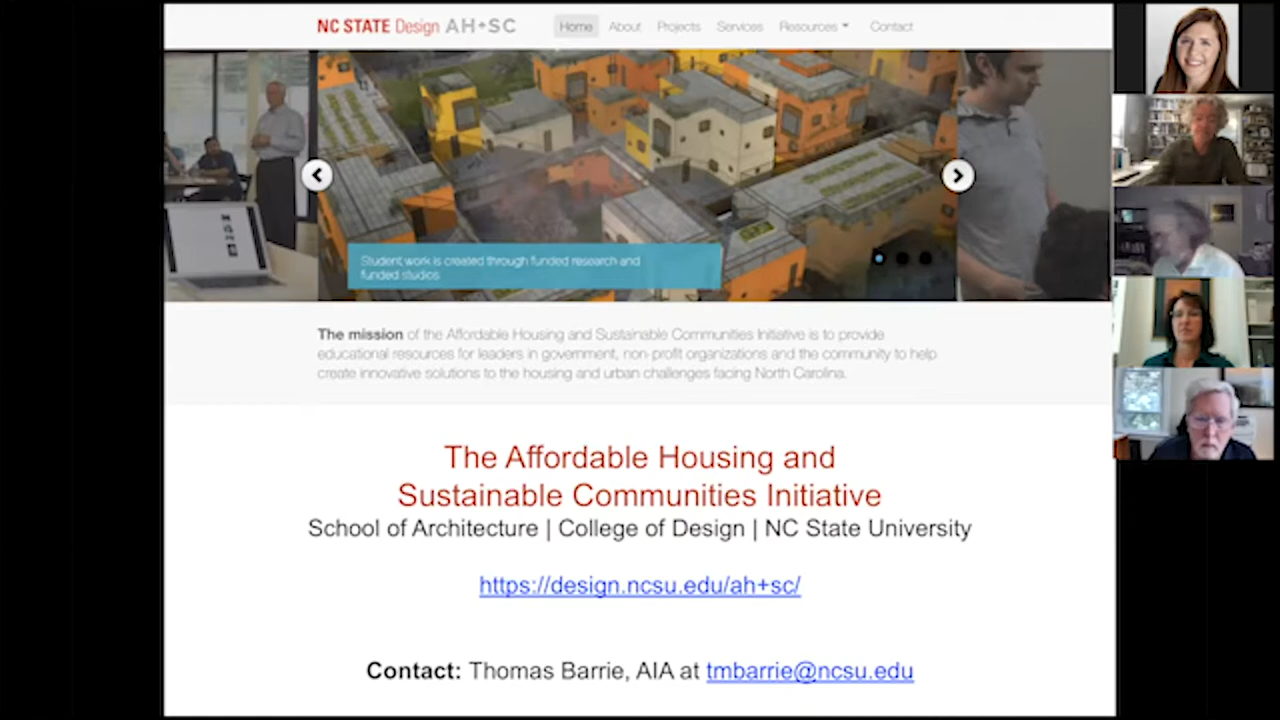 NC STATE Design AH+SC
Home About Projects Services Resources Contact
Student work is created through funded research and
funded studios
The mission of the Affordable Housing and Sustainable Communities Initiative is to provide
educational resources for leaders in government, non-profit organizations and the community to help
create innovative solutions to the housing and urban challenges facing North Carolina.
The Affordable Housing and
Sustainable Communities Initiative
School of Architecture | College of Design | NC State University
https://design.ncsu.edu/ah+sc/
Contact: Thomas Barrie, AIA at tmbarrie@ncsu.edu